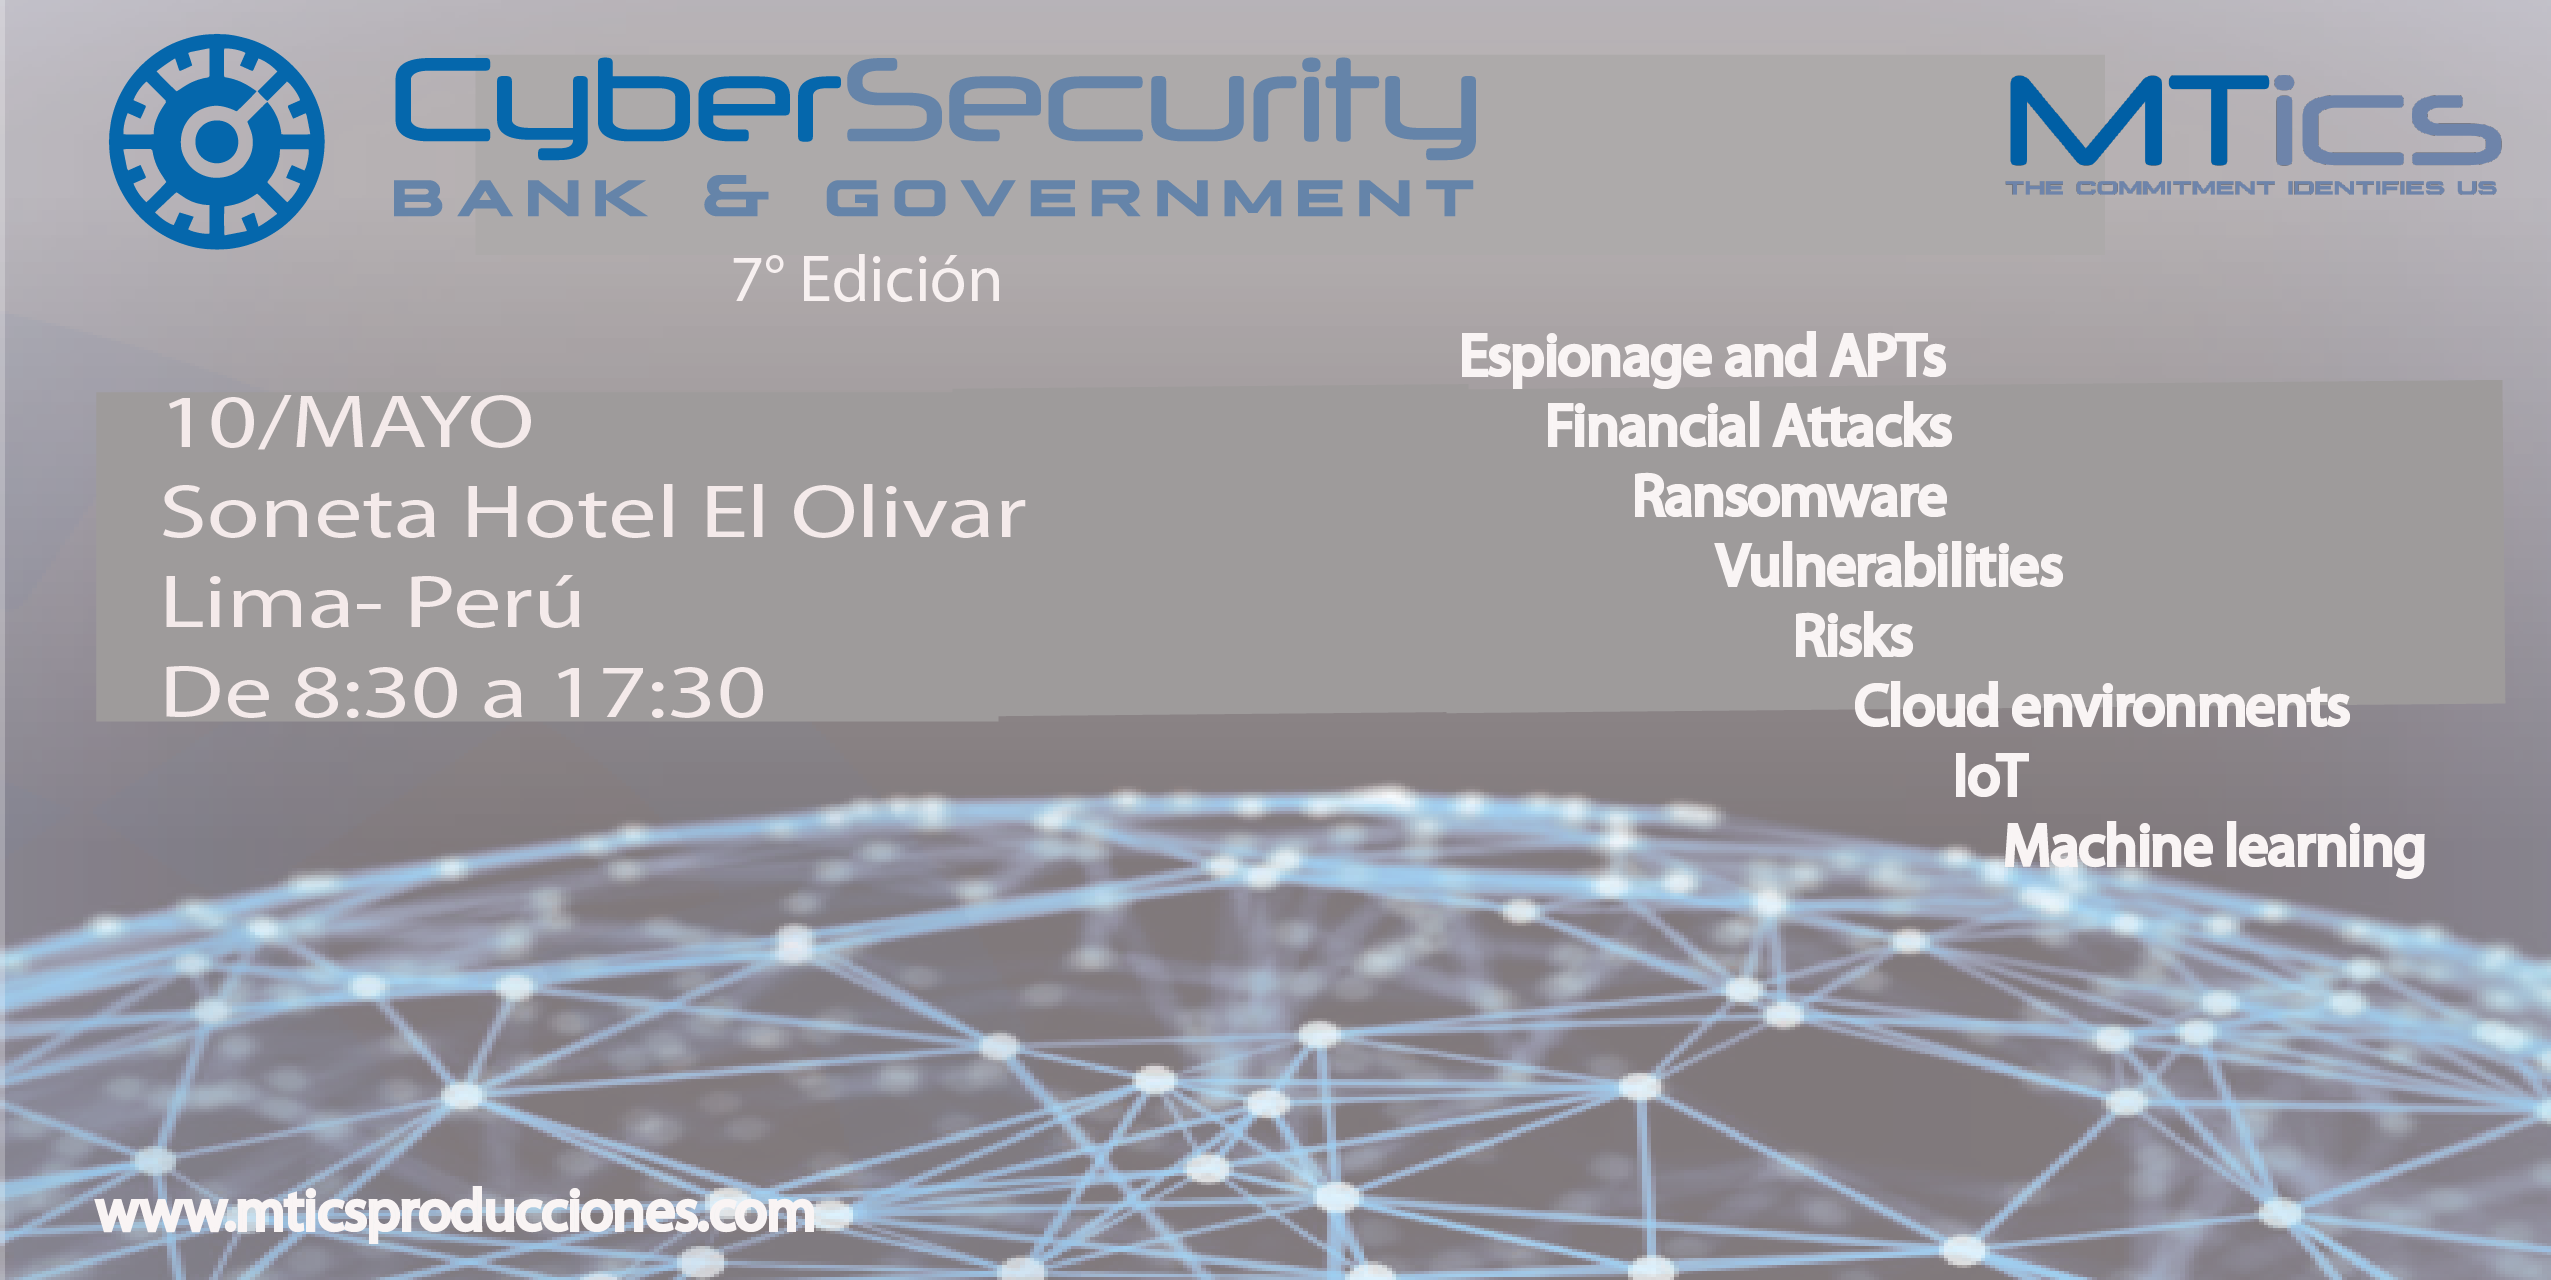 CyberSecurity
BANK & GOVERNMENT
7° Edición
MTics
THE COMMITMENT IDENTIFIES US
10/MAYO
Soneta Hotel El Olivar
Lima- Perú
De 8:30 a 17:30
Espionage and APTs
Financial Attacks
Ransomware
Vulnerabilities
Risks
Cloud environments
IoT
Machine learning
www.mticsproducciones.com